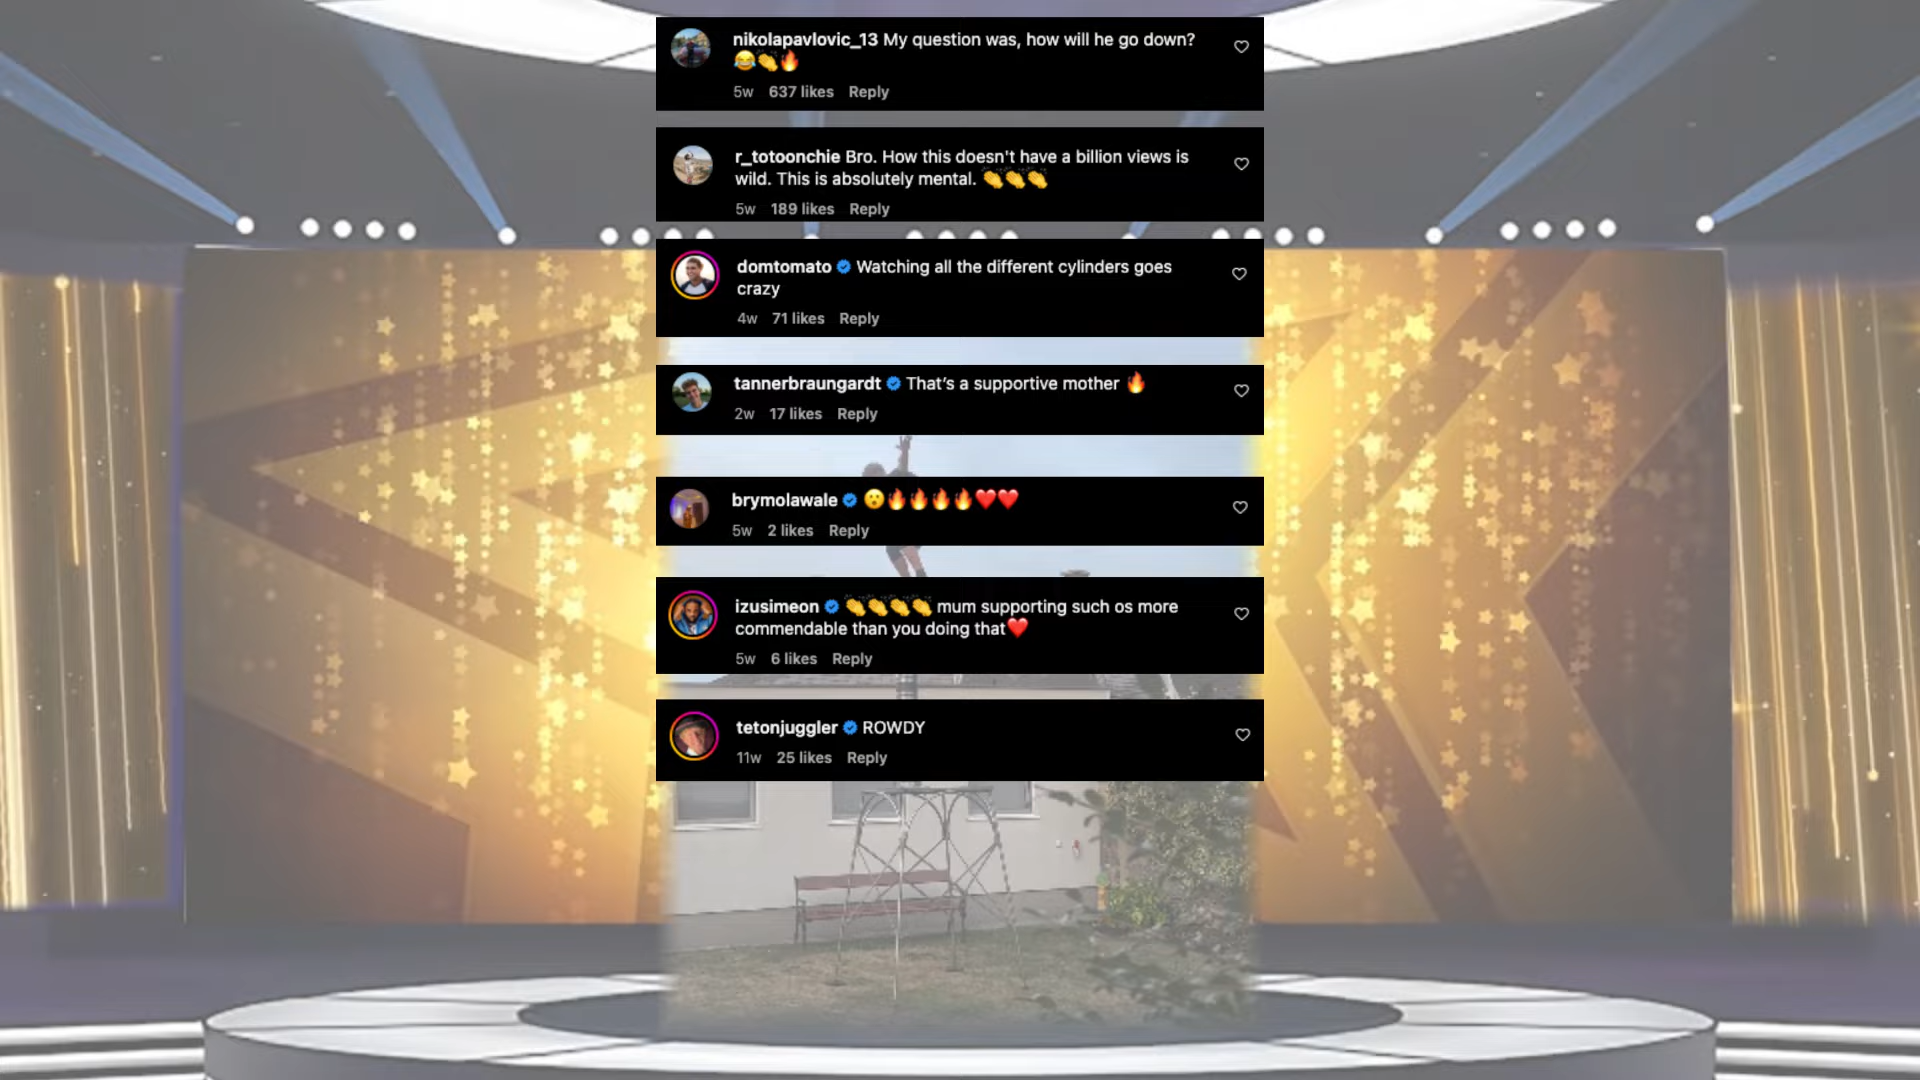 nikolapavlovic_13 My question was, how will he go down?
😂👏🔥
5w 637 likes Reply
r_totoonchie Bro. How this doesn't have a billion views is
wild. This is absolutely mental. 👏👏👏
5w 189 likes Reply
domtomato Watching all the different cylinders goes
crazy
4w 71 likes Reply
tannerbraungardt That’s a supportive mother 🔥
2w 17 likes Reply
brymolawale 😮🔥🔥🔥🔥❤️❤️
5w 2 likes Reply
izusimeon 👏👏👏👏 mum supporting such os more
commendable than you doing that❤️
5w 6 likes Reply
tetonjuggler ROWDY
11w 25 likes Reply